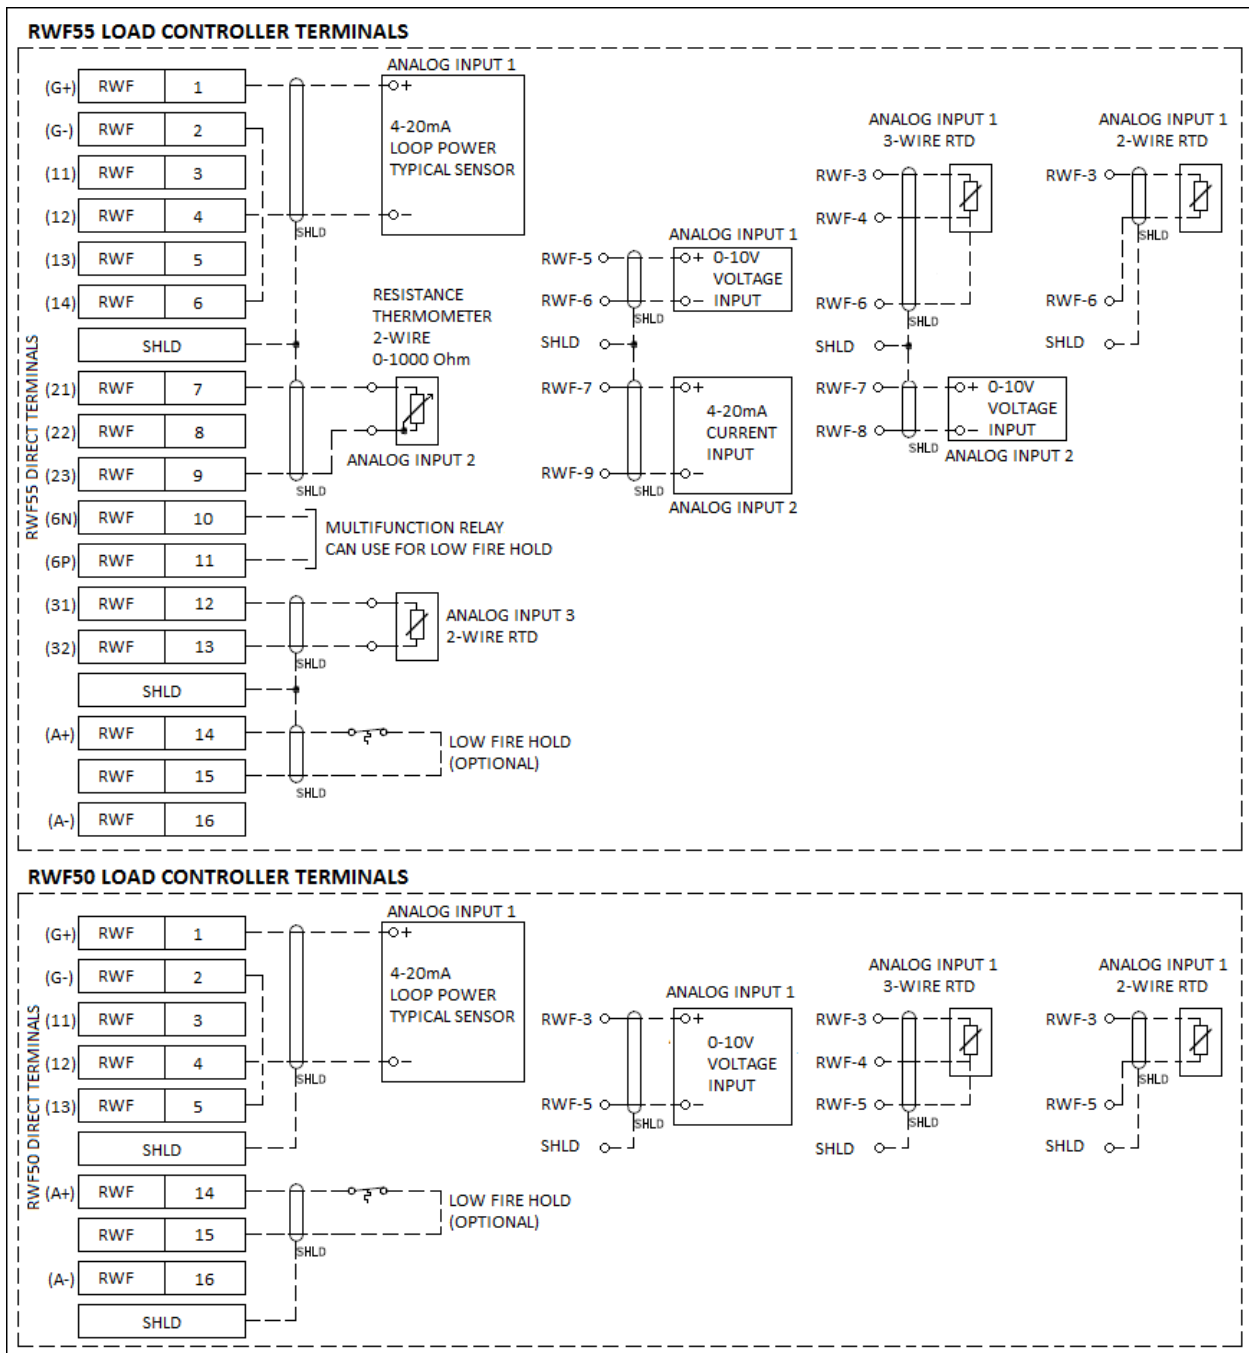 RWF55 LOAD CONTROLLER TERMINALS
RWF55 DIRECT TERMINALS
(G+) RWF 1
(G-) RWF 2
(11) RWF 3
(12) RWF 4
(13) RWF 5
(14) RWF 6
SHLD
(21) RWF 7
(22) RWF 8
(23) RWF 9
(6N) RWF 10
(6P) RWF 11
(31) RWF 12
(32) RWF 13
SHLD
(A+) RWF 14
RWF 15
(A-) RWF 16
ANALOG INPUT 1
+
4-20mA
LOOP POWER
TYPICAL SENSOR
-
SHLD
RESISTANCE
THERMOMETER
2-WIRE
0-1000 Ohm
ANALOG INPUT 2
SHLD
MULTIFUNCTION RELAY
CAN USE FOR LOW FIRE HOLD
ANALOG INPUT 3
2-WIRE RTD
SHLD
LOW FIRE HOLD
(OPTIONAL)
SHLD
ANALOG INPUT 1
RWF-5 + 0-10V
VOLTAGE
RWF-6 - INPUT
SHLD
SHLD
RWF-7 +
4-20mA
CURRENT
INPUT
RWF-9 -
SHLD
ANALOG INPUT 2
ANALOG INPUT 1
3-WIRE RTD
RWF-3
RWF-4
RWF-6
SHLD
SHLD
RWF-7 + 0-10V
VOLTAGE
RWF-8 - INPUT
SHLD
ANALOG INPUT 2
ANALOG INPUT 1
2-WIRE RTD
RWF-3
SHLD
RWF-6
SHLD
RWF50 LOAD CONTROLLER TERMINALS
RWF50 DIRECT TERMINALS
(G+) RWF 1
(G-) RWF 2
(11) RWF 3
(12) RWF 4
(13) RWF 5
SHLD
(A+) RWF 14
RWF 15
(A-) RWF 16
SHLD
ANALOG INPUT 1
+
4-20mA
LOOP POWER
TYPICAL SENSOR
-
SHLD
LOW FIRE HOLD
(OPTIONAL)
SHLD
ANALOG INPUT 1
RWF-3 +
0-10V
VOLTAGE
INPUT
RWF-5 -
SHLD
SHLD
ANALOG INPUT 1
3-WIRE RTD
RWF-3
RWF-4
RWF-5
SHLD
SHLD
ANALOG INPUT 1
2-WIRE RTD
RWF-3
SHLD
RWF-5
SHLD